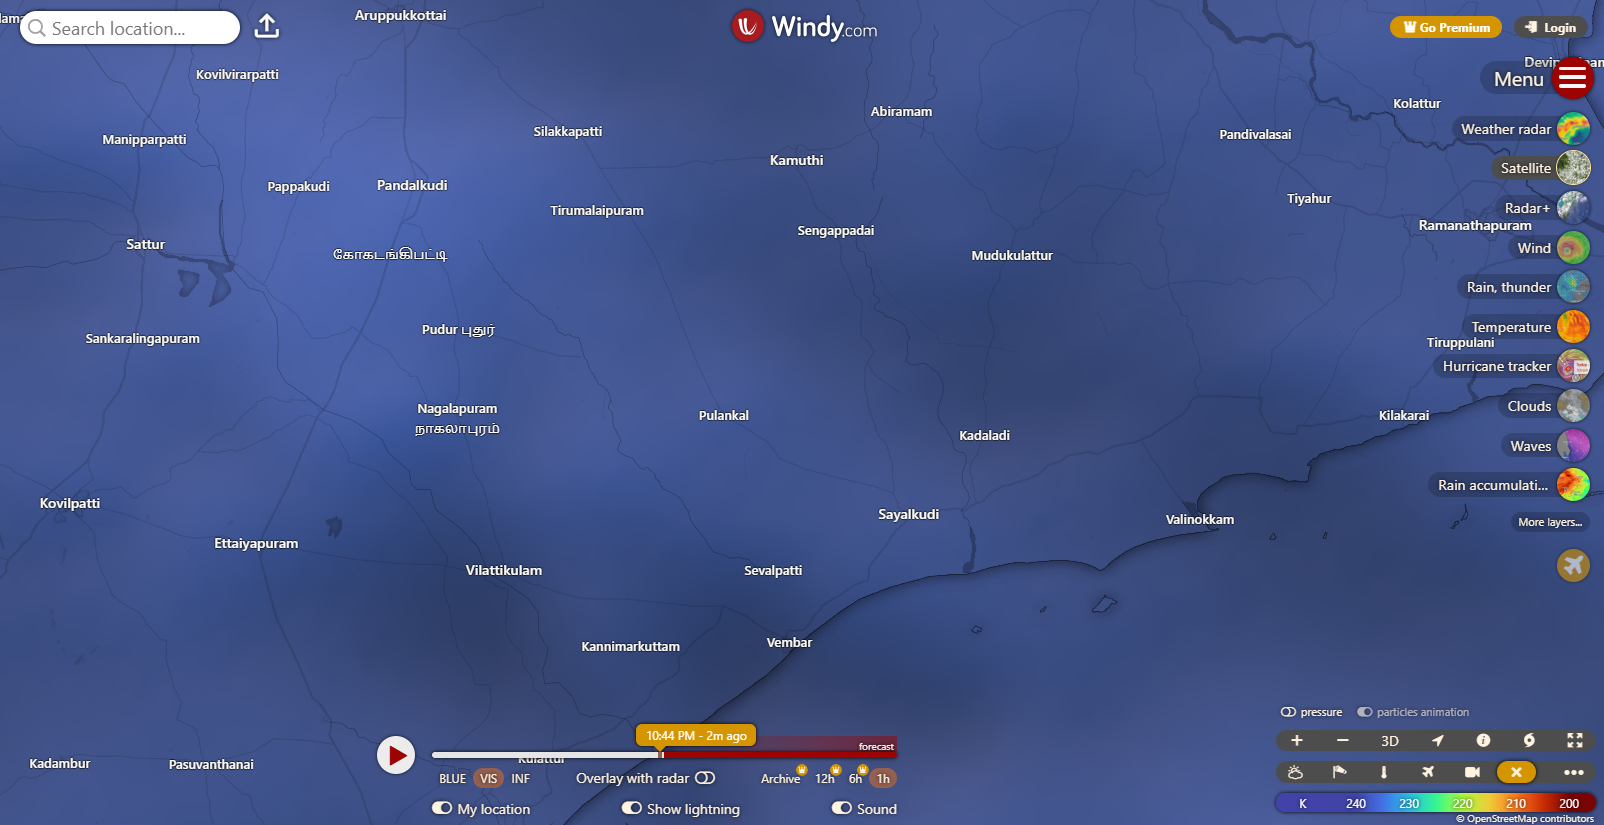 Aruppukkottai
Search location...
Windy.com
Go Premium
Login
Kovilvirarpatti
Menu
Kolattur
Abiramam
Silakkapatti
Pandivalasai
Weather radar
Manipparpatti
Kamuthi
Satellite
Pappakudi
Pandalkudi
Tiyahur
Radar+
Tirumalaipuram
Ramanathapuram
Sengappadai
Sattur
Wind
கோகடங்கிபட்டி
Mudukulattur
Rain, thunder
Pudur புதுர்
Temperature
Sankaralingapuram
Tiruppulani
Hurricane tracker
Nagalapuram
நாகலாபுரம்
Clouds
Pulankal
Kilakarai
Kadaladi
Waves
Rain accumulati...
Kovilpatti
Sayalkudi
Valinokkam
More layers...
Ettaiyapuram
Vilattikulam
Sevalpatti
Kannimarkuttam
Vembar
pressure
particles animation
10:44 PM - 2m ago
forecast
3D
Kadambur
Pasuvanthanai
BLUE VIS INF
Overlay with radar
Archive 12h 6h 1h
My location
Show lightning
Sound
K 240 230 220 210 200
© OpenStreetMap contributors